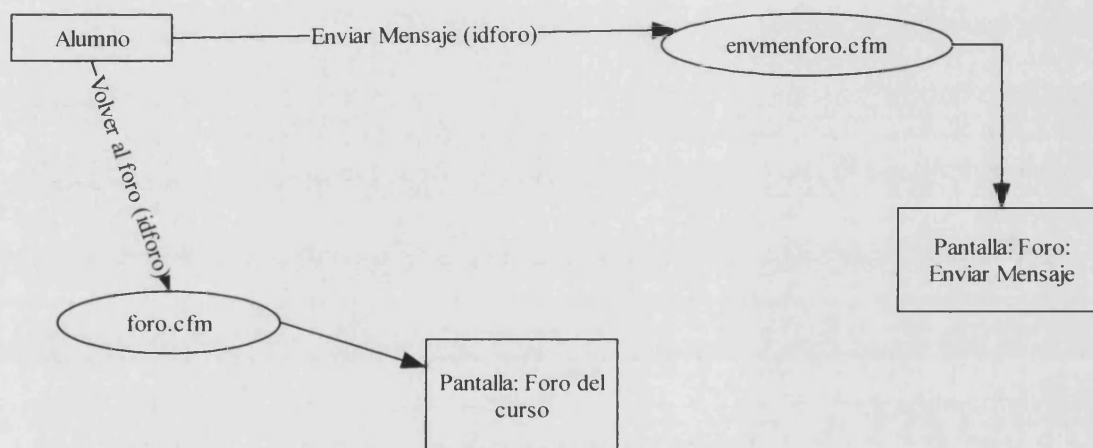 Alumno
Enviar Mensaje (idforo)
envmenforo.cfm
Volver al foro (idforo)
Pantalla: Foro:
Enviar Mensaje
foro.cfm
Pantalla: Foro del
curso